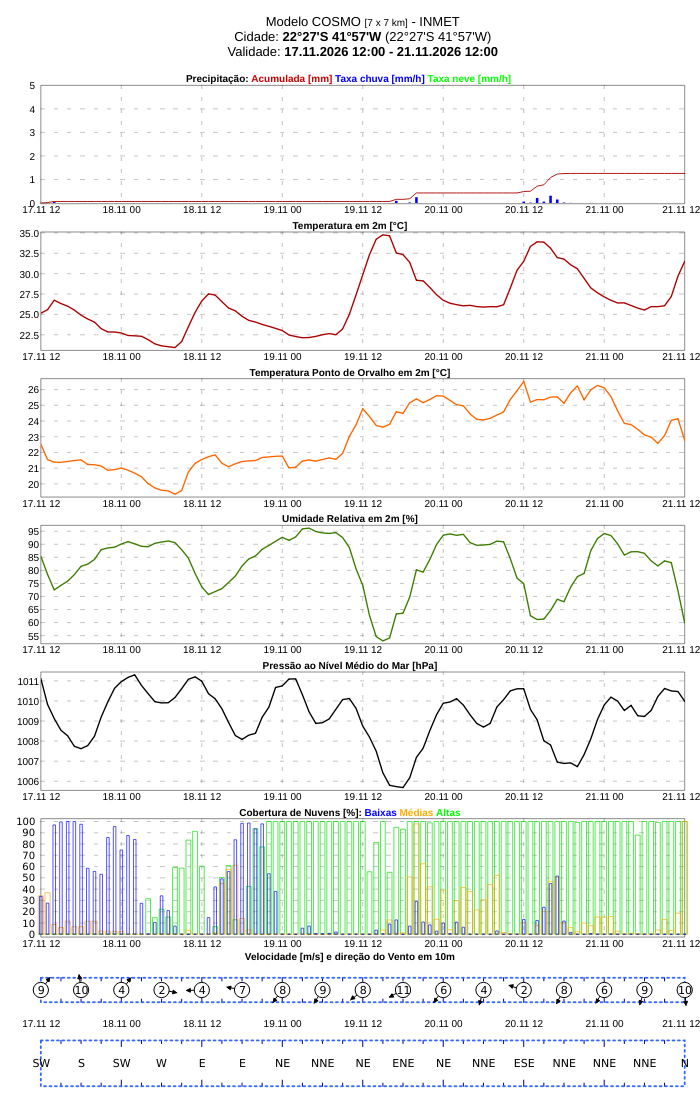 Modelo COSMO [7 x 7 km] - INMET
Cidade: 22°27'S 41°57'W (22°27'S 41°57'W)
Validade: 17.11.2026 12:00 - 21.11.2026 12:00
Precipitação: Acumulada [mm] Taxa chuva [mm/h] Taxa neve [mm/h]
5
4
3
2
1
0
17.11 12 18.11 00 18.11 12 19.11 00 19.11 12 20.11 00 20.11 12 21.11 00 21.11 12
Temperatura em 2m [°C]
35.0
32.5
30.0
27.5
25.0
22.5
17.11 12 18.11 00 18.11 12 19.11 00 19.11 12 20.11 00 20.11 12 21.11 00 21.11 12
Temperatura Ponto de Orvalho em 2m [°C]
26
25
24
23
22
21
20
17.11 12 18.11 00 18.11 12 19.11 00 19.11 12 20.11 00 20.11 12 21.11 00 21.11 12
Umidade Relativa em 2m [%]
95
90
85
80
75
70
65
60
55
17.11 12 18.11 00 18.11 12 19.11 00 19.11 12 20.11 00 20.11 12 21.11 00 21.11 12
Pressão ao Nível Médio do Mar [hPa]
1011
1010
1009
1008
1007
1006
17.11 12 18.11 00 18.11 12 19.11 00 19.11 12 20.11 00 20.11 12 21.11 00 21.11 12
Cobertura de Nuvens [%]: Baixas Médias Altas
100
90
80
70
60
50
40
30
20
10
0
17.11 12 18.11 00 18.11 12 19.11 00 19.11 12 20.11 00 20.11 12 21.11 00 21.11 12
Velocidade [m/s] e direção do Vento em 10m
9 10 4 2 4 7 8 9 8 11 6 4 2 8 6 9 10
17.11 12 18.11 00 18.11 12 19.11 00 19.11 12 20.11 00 20.11 12 21.11 00 21.11 12
SW S SW W E E NE NNE NE ENE NE NNE ESE NNE NNE NNE N